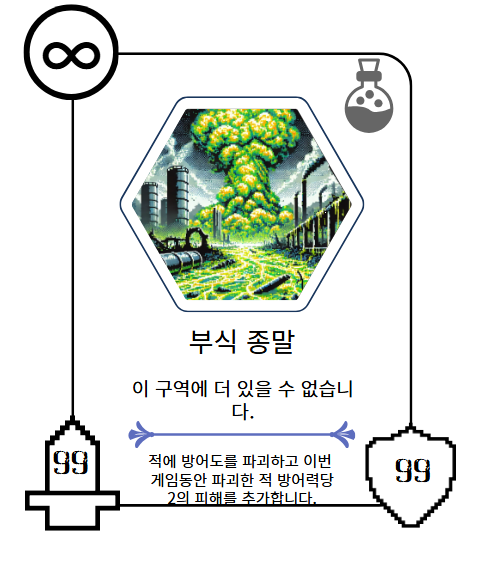 ∞
부식 종말
이 구역에 더 있을 수 없습니
다.
적에 방어도를 파괴하고 이번
게임동안 파괴한 적 방어력당
2의 피해를 추가합니다.
99
99